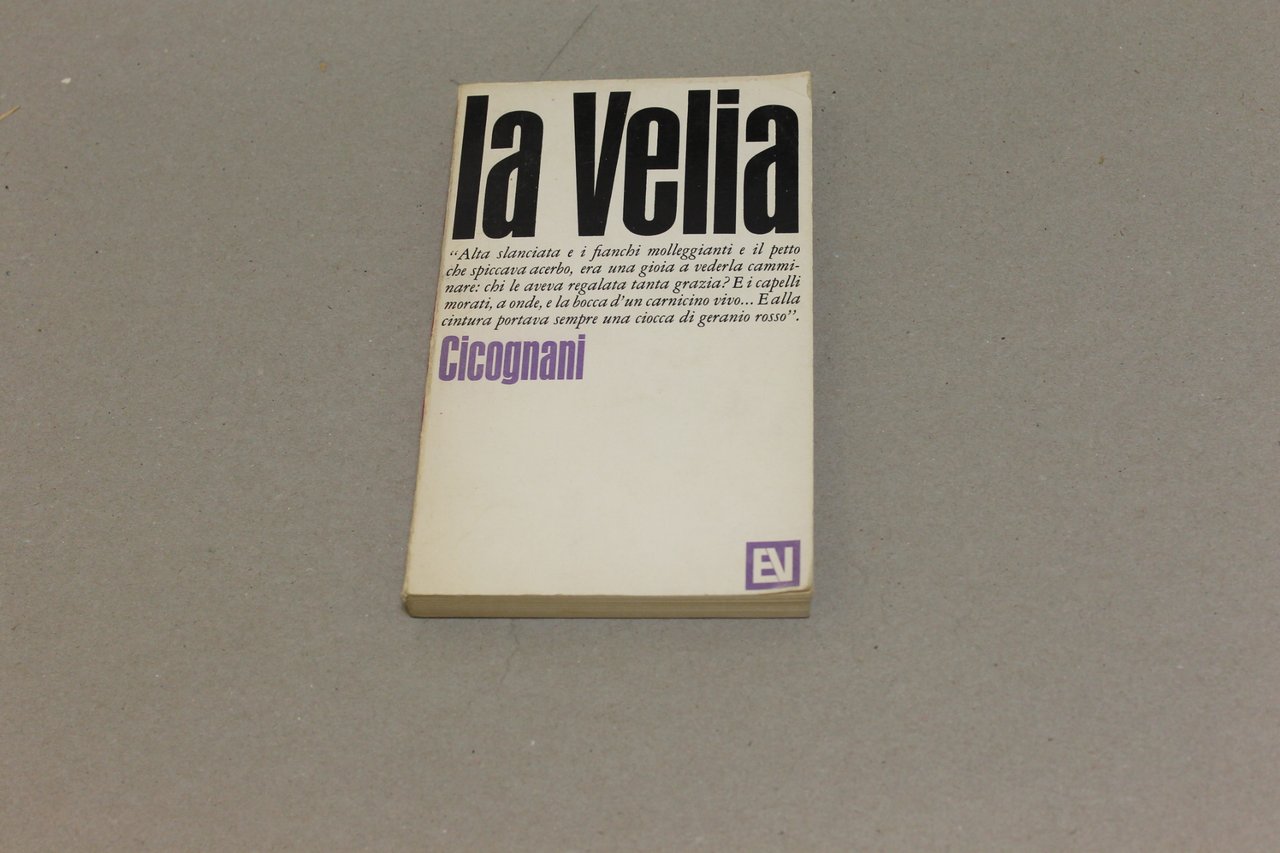 la Velia
“Alta slanciata e i fianchi molleggianti e il petto
che spiccava acerbo, era una gioia a vederla cammi-
nare: chi le aveva regalata tanta grazia? E i capelli
morati, a onde, e la bocca d’un carnicino vivo... E alla
cintura portava sempre una ciocca di geranio rosso”.
Cicognani
EV